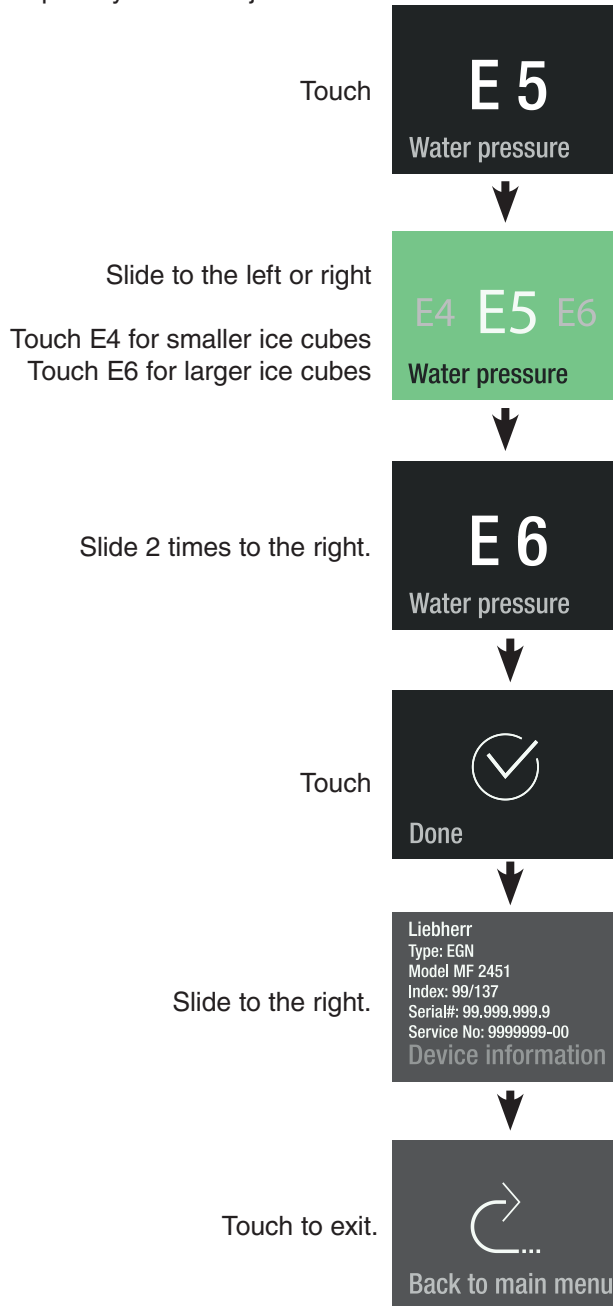 Touch
E 5
Water pressure
Slide to the left or right
Touch E4 for smaller ice cubes
Touch E6 for larger ice cubes
E4 E5 E6
Water pressure
Slide 2 times to the right.
E 6
Water pressure
Touch
Done
Slide to the right.
Liebherr
Type: EGN
Model MF 2451
Index: 99/137
Serial#: 99.999.999.9
Service No: 9999999-00
Device information
Touch to exit.
Back to main menu